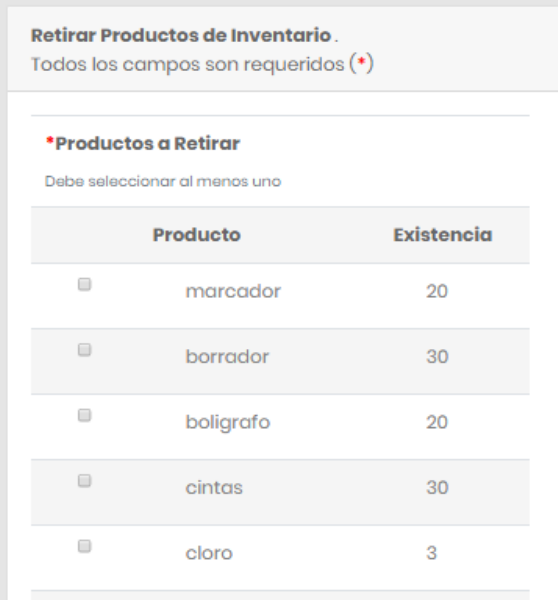 Retirar Productos de Inventario.
Todos los campos son requeridos (*)
*Productos a Retirar
Debe seleccionar al menos uno
Producto Existencia
marcador 20
borrador 30
boligrafo 20
cintas 30
cloro 3